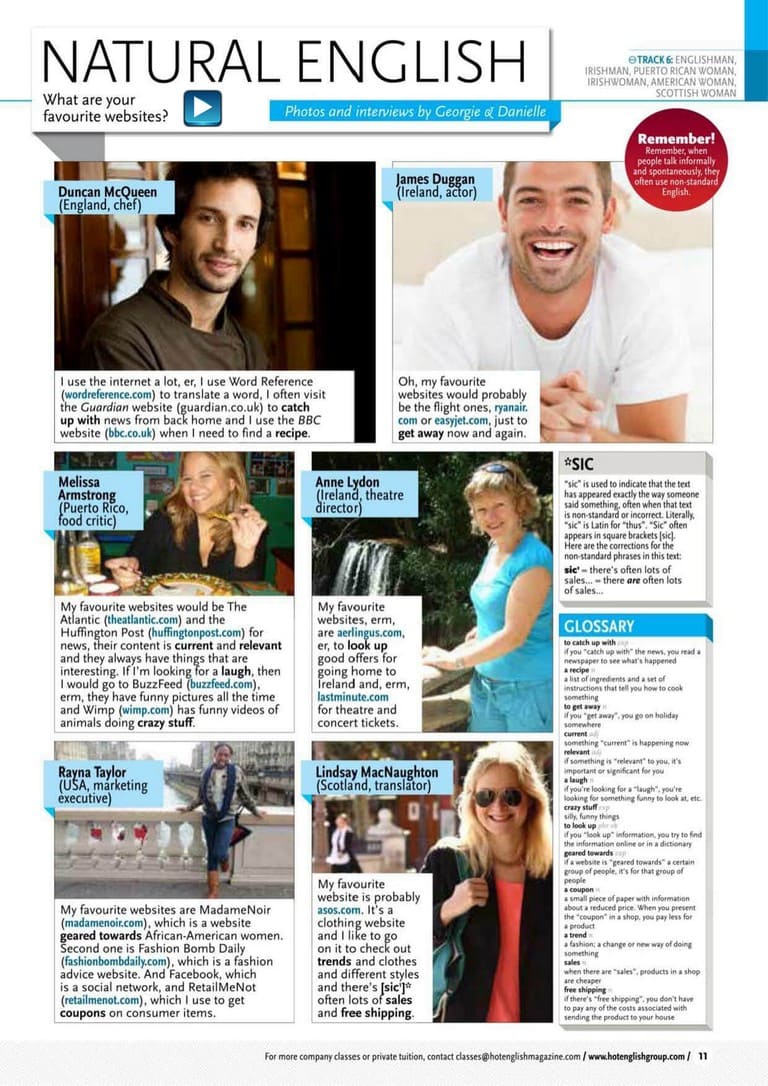 NATURAL ENGLISH
What are your
favourite websites?
Photos and interviews by Georgie & Danielle
TRACK 6: ENGLISHMAN,
IRISHMAN, PUERTO RICAN WOMAN,
IRISHWOMAN, AMERICAN WOMAN,
SCOTTISH WOMAN
Remember!
Remember, when
people talk informally
and spontaneously, they
often use non-standard
English.
Duncan McQueen
(England, chef)
I use the internet a lot, er, I use Word Reference
(wordreference.com) to translate a word, I often visit
the Guardian website (guardian.co.uk) to catch
up with news from back home and I use the BBC
website (bbc.co.uk) when I need to find a recipe.
James Duggan
(Ireland, actor)
Oh, my favourite
websites would probably
be the flight ones, ryanair.
com or easyjet.com, just to
get away now and again.
Melissa
Armstrong
(Puerto Rico,
food critic)
My favourite websites would be The
Atlantic (theatlantic.com) and the
Huffington Post (huffingtonpost.com) for
news, their content is current and relevant
and they always have things that are
interesting. If I'm looking for a laugh, then
I would go to BuzzFeed (buzzfeed.com),
erm, they have funny pictures all the time
and Wimp (wimp.com) has funny videos of
animals doing crazy stuff.
Anne Lydon
(Ireland, theatre
director)
My favourite
websites, erm,
are aerlingus.com,
er, to look up
good offers for
going home to
Ireland and, erm,
lastminute.com
for theatre and
concert tickets.
Rayna Taylor
(USA, marketing
executive)
My favourite websites are MadameNoir
(madamenoir.com), which is a website
geared towards African-American women.
Second one is Fashion Bomb Daily
(fashionbombdaily.com), which is a fashion
advice website. And Facebook, which
is a social network, and RetailMeNot
(retailmenot.com), which I use to get
coupons on consumer items.
Lindsay MacNaughton
(Scotland, translator)
My favourite
website is probably
asos.com. It's a
clothing website
and I like to go
on it to check out
trends and clothes
and different styles
and there's [sic¹]*
often lots of sales
and free shipping.
*SIC
"sic" is used to indicate that the text
has appeared exactly the way someone
said something, often when that text
is non-standard or incorrect. Literally,
"sic" is Latin for "thus". "Sic" often
appears in square brackets [sic].
Here are the corrections for the
non-standard phrases in this text:
sic¹ = there's often lots of
sales... = there are often lots
of sales...
GLOSSARY
to catch up with exp
if you "catch up with" the news, you read a
newspaper to see what's happened
a recipe n
a list of ingredients and a set of
instructions that tell you how to cook
something
to get away n
if you "get away", you go on holiday
somewhere
current adj
something "current" is happening now
relevant adj
if something is "relevant" to you, it's
important or significant for you
a laugh n
if you're looking for a "laugh", you're
looking for something funny to look at, etc.
crazy stuff exp
silly, funny things
to look up phr vb
if you "look up" information, you try to find
the information online or in a dictionary
geared towards exp
if a website is "geared towards" a certain
group of people, it's for that group of
people
a coupon n
a small piece of paper with information
about a reduced price. When you present
the "coupon" in a shop, you pay less for
a product
a trend n
a fashion; a change or new way of doing
something
sales n
when there are "sales", products in a shop
are cheaper
free shipping n
if there's "free shipping", you don't have
to pay any of the costs associated with
sending the product to your house
For more company classes or private tuition, contact classes@hotenglishmagazine.com / www.hotenglishgroup.com / 11